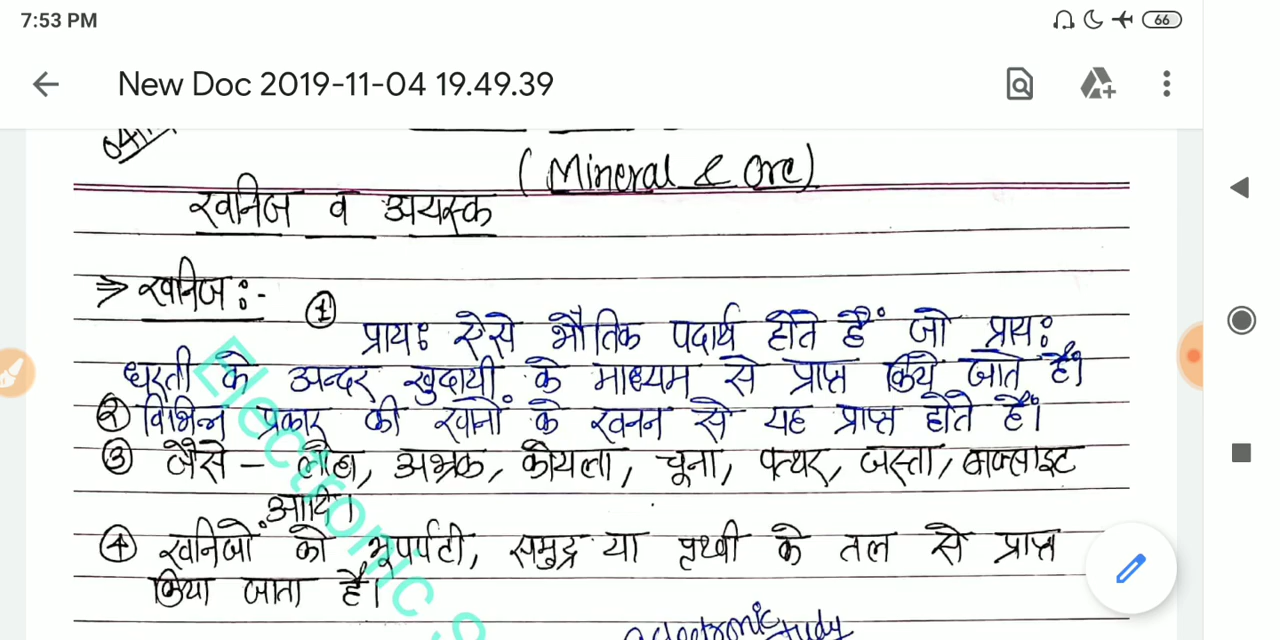 7:53 PM
66
New Doc 2019-11-04 19.49.39
(Mineral & Ore)
खनिज व अयस्क
⇒ खनिज :-
① प्रायः ऐसे भौतिक पदार्थ होते हैं जो प्रायः
धरती के अन्दर खुदायी के माध्यम से प्राप्त किये जाते है।
② विभिन्न प्रकार की खानों के खनन से यह प्राप्त होते हैं।
③ जैसे - लौहा, अभ्रक, कोयला, चूना, पत्थर, जस्ता, बाक्साइट
आदि।
④ खनिजों को भूपर्पटी, समुद्र या पृथ्वी के तल से प्राप्त
किया जाता है।
Electronic